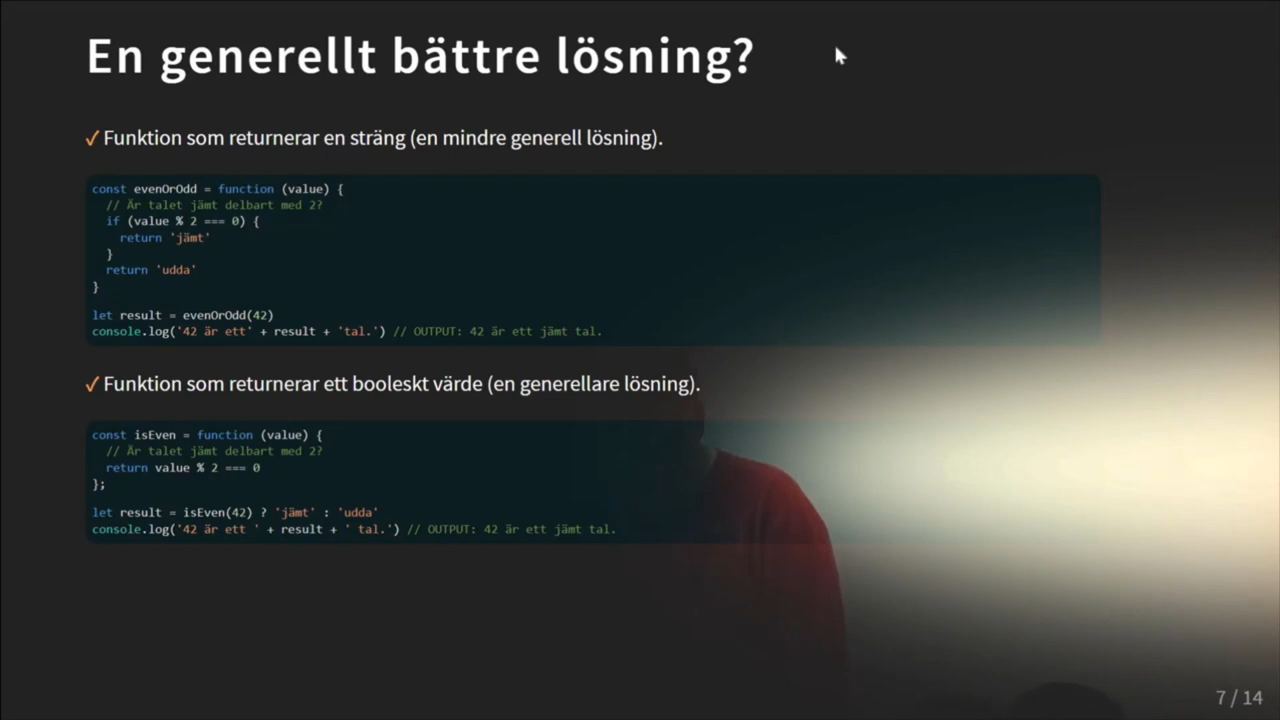 En generellt bättre lösning?
✓ Funktion som returnerar en sträng (en mindre generell lösning).
const evenOrOdd = function (value) {
  // Är talet jämt delbart med 2?
  if (value % 2 === 0) {
    return 'jämt'
  }
  return 'udda'
}
let result = evenOrOdd(42)
console.log('42 är ett' + result + 'tal.') // OUTPUT: 42 är ett jämt tal.
✓ Funktion som returnerar ett booleskt värde (en generellare lösning).
const isEven = function (value) {
  // Är talet jämt delbart med 2?
  return value % 2 === 0
};
let result = isEven(42) ? 'jämt' : 'udda'
console.log('42 är ett ' + result + ' tal.') // OUTPUT: 42 är ett jämt tal.
7 / 14